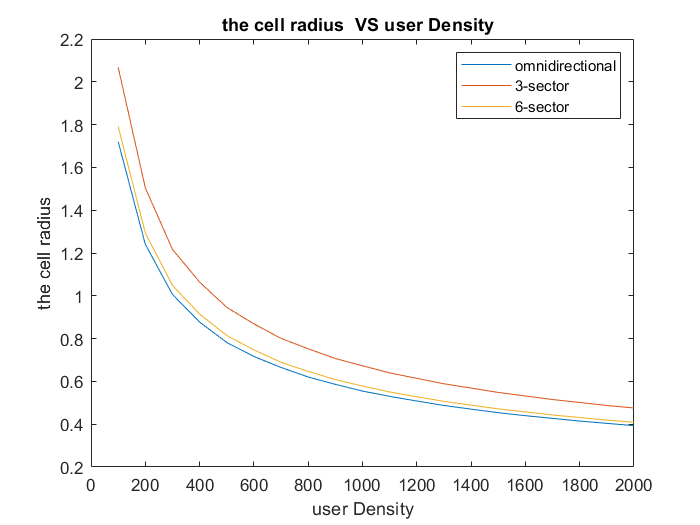 the cell radius  VS user Density
omnidirectional
3-sector
6-sector
the cell radius
2.2
2
1.8
1.6
1.4
1.2
1
0.8
0.6
0.4
0.2
0 200 400 600 800 1000 1200 1400 1600 1800 2000
user Density